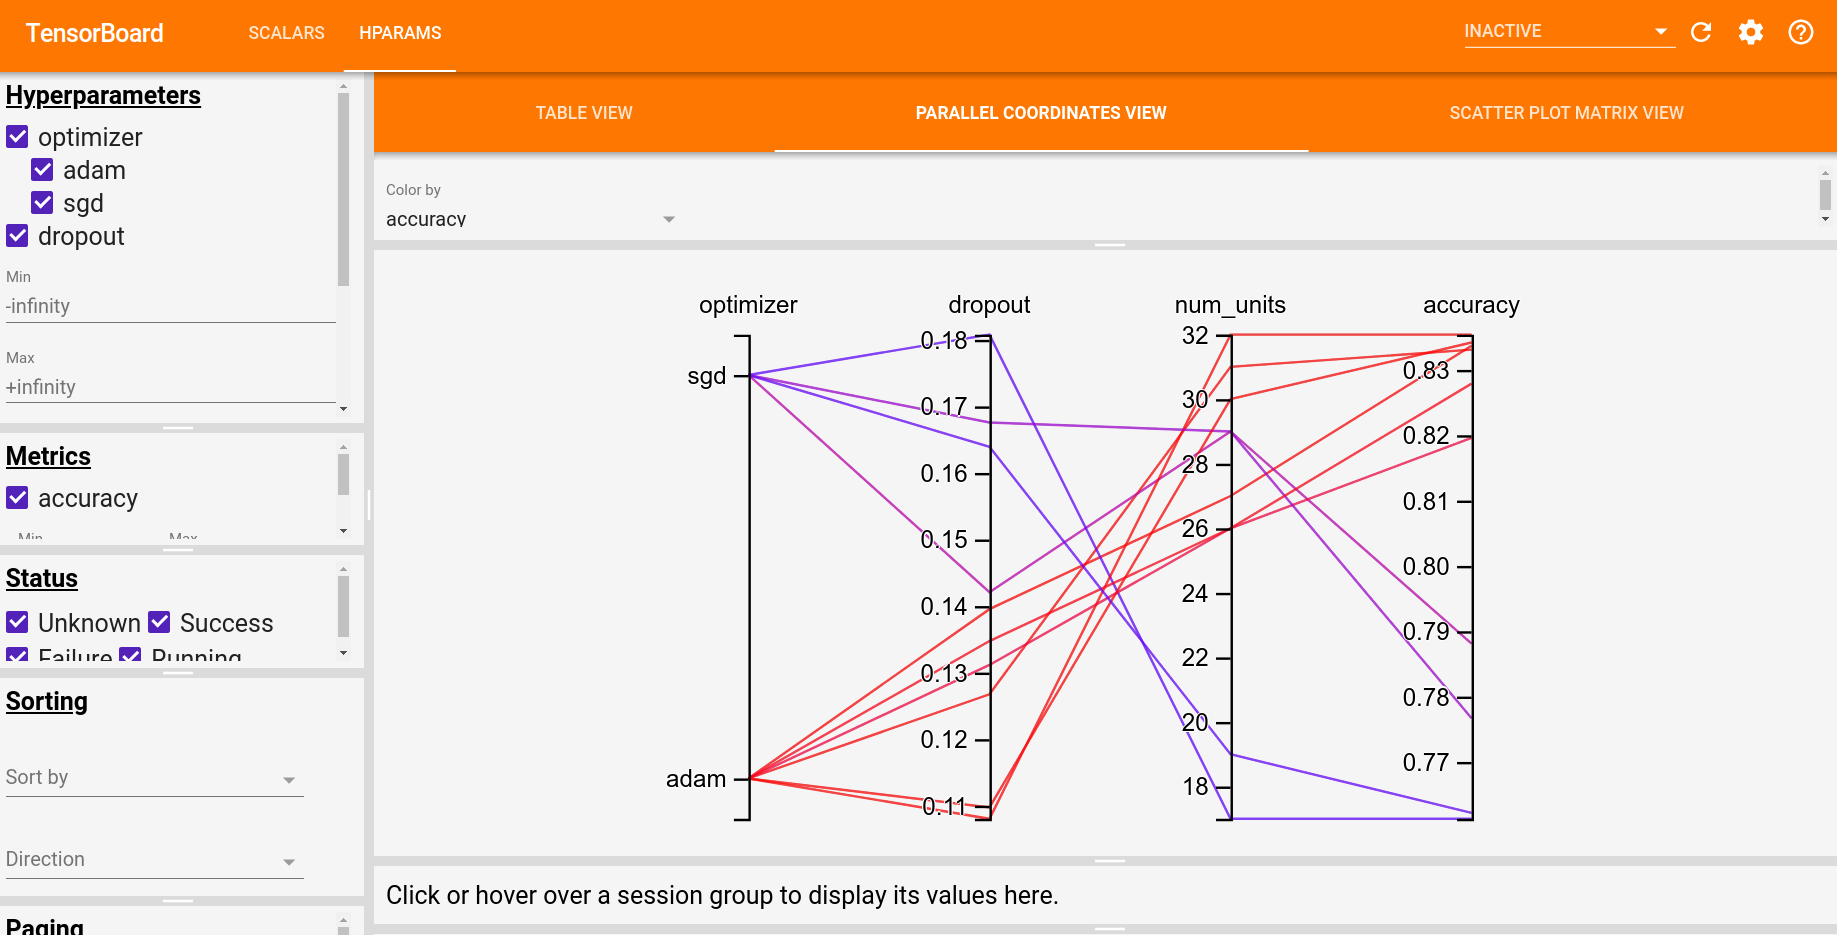 TensorBoard SCALARS HPARAMS INACTIVE
Hyperparameters
optimizer
adam
sgd
dropout
Min
-infinity
Max
+infinity
Metrics
accuracy
Min Max
Status
Unknown Success
Failure Running
Sorting
Sort by
Direction
Paging
TABLE VIEW PARALLEL COORDINATES VIEW SCATTER PLOT MATRIX VIEW
Color by
accuracy
optimizer dropout num_units accuracy
sgd
adam
0.18
0.17
0.16
0.15
0.14
0.13
0.12
0.11
32
30
28
26
24
22
20
18
0.83
0.82
0.81
0.80
0.79
0.78
0.77
Click or hover over a session group to display its values here.